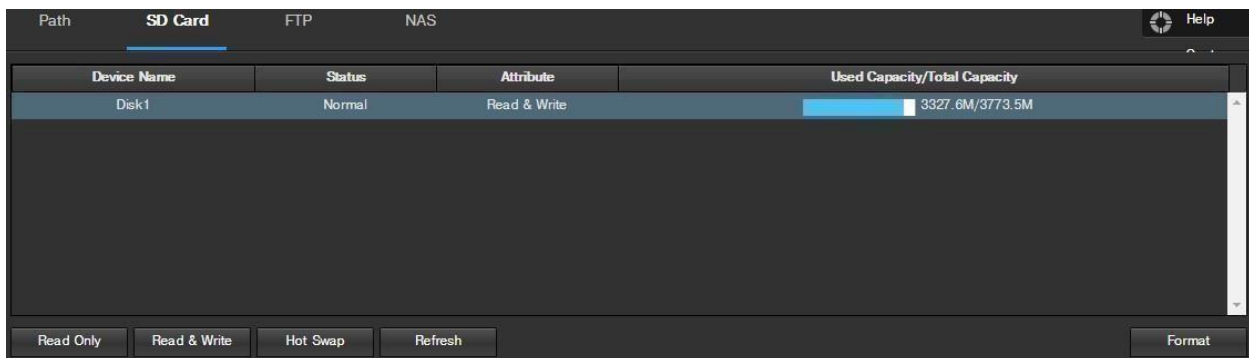 Path SD Card FTP NAS Help
Device Name Status Attribute Used Capacity/Total Capacity
Disk1 Normal Read & Write 3327.6M/3773.5M
Read Only Read & Write Hot Swap Refresh Format